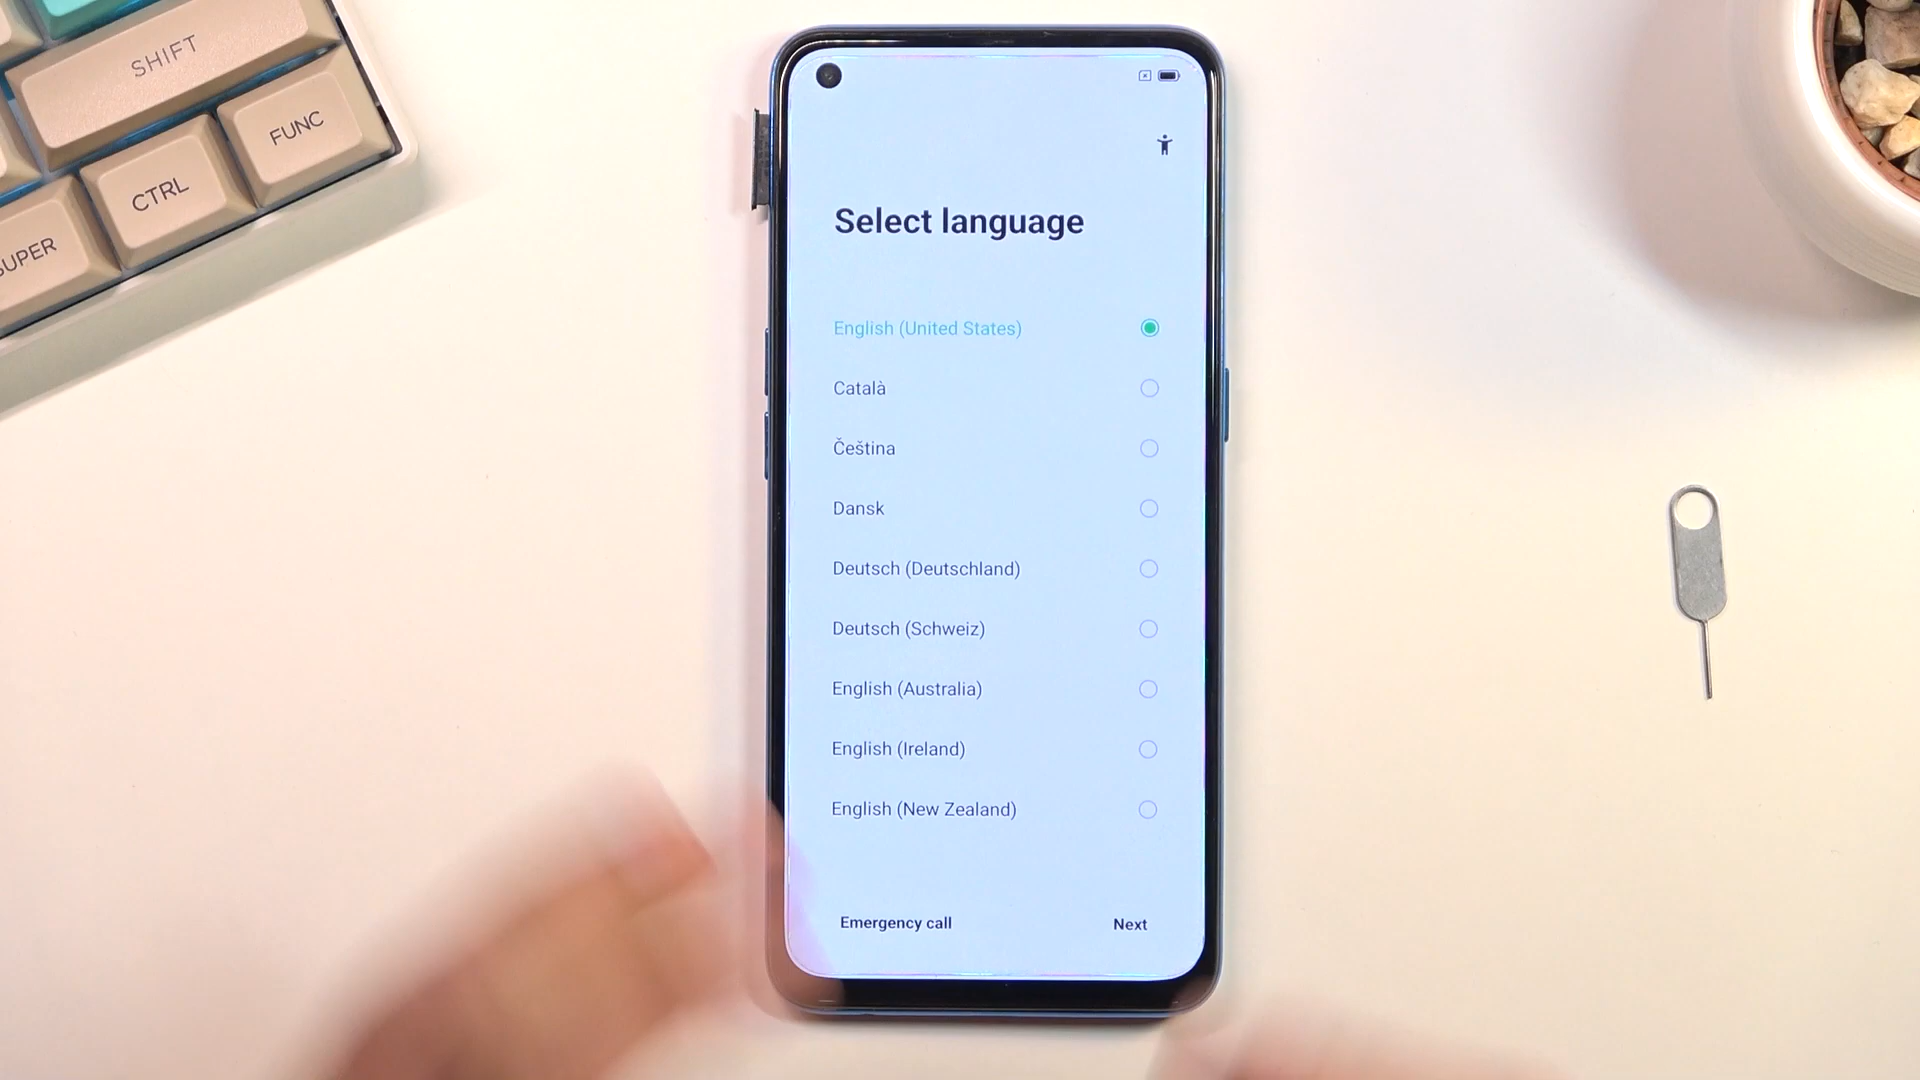 SHIFT
FUNC
CTRL
SUPER
Select language
English (United States)
Català
Čeština
Dansk
Deutsch (Deutschland)
Deutsch (Schweiz)
English (Australia)
English (Ireland)
English (New Zealand)
Emergency call
Next